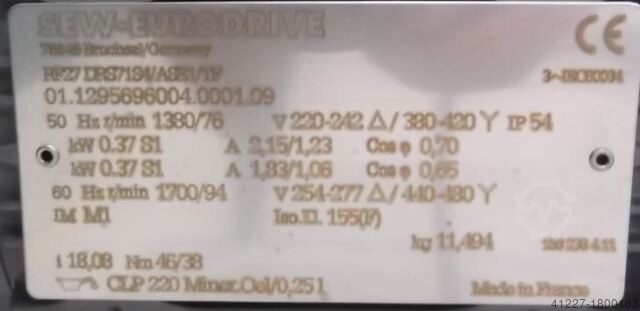 SEW-EURODRIVE
76646 Bruchsal/Germany
CE
RF27 DRS71S4/ASE1/TF
3~IEC60034
01.1295696004.0001.09
50 Hz r/min 1380/76 V 220-242 Δ/380-420 Y IP 54
kW 0.37 S1 A 2,15/1,23 Cos φ 0,70
kW 0.37 S1 A 1,83/1,06 Cos φ 0,65
60 Hz r/min 1700/94 V 254-277 Δ/440-480 Y
IM M1 Iso.Kl. 155(F)
kg 11,494
i 18,08 Nm 46/38
CLP 220 Miner.Oel/0,25 l
Made in France